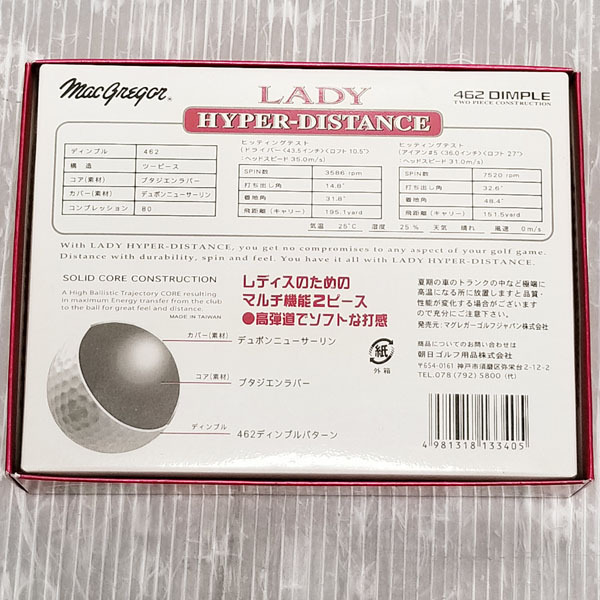 MacGregor®
LADY
HYPER-DISTANCE
462 DIMPLE
TWO PIECE CONSTRUCTION
ディンプル 462
構造 ツーピース
コア(素材) ブタジエンラバー
カバー(素材) デュポンニューサーリン
コンプレッション 80
ヒッティングテスト
(ドライバー<43.5インチ><ロフト 10.5°>
ヘッドスピード 35.0m/s)
SPIN数 3586 rpm
打ち出し角 14.8°
着地角 31.8°
飛距離(キャリー) 195.1yard
ヒッティングテスト
(アイアン#5 <36.0インチ><ロフト 27°>
ヘッドスピード 31.0m/s)
SPIN数 7520 rpm
打ち出し角 32.6°
着地角 48.4°
飛距離(キャリー) 151.5yard
気温 25℃ 湿度 25% 天気 晴れ 風速 0m/s
With LADY HYPER-DISTANCE, you get no compromises to any aspect of your golf game.
Distance with durability, spin and feel. You have it all with LADY HYPER-DISTANCE.
SOLID CORE CONSTRUCTION
A High Ballistic Trajectory CORE resulting
in maximum Energy transfer from the club
to the ball for great feel and distance.
MADE IN TAIWAN
レディスのための
マルチ機能2ピース
●高弾道でソフトな打感
夏期の車のトランクの中など極端に
高温になる所に放置しますと品質・
性能が変化する場合がございます
ので充分にご注意下さい。
発売元:マグレガーゴルフジャパン株式会社
カバー(素材) デュポンニューサーリン
コア(素材) ブタジエンラバー
ディンプル 462ディンプルパターン
紙
外箱
商品についてのお問い合わせは
朝日ゴルフ用品株式会社
〒654-0161 神戸市須磨区弥栄台2-12-2
TEL.078(792)5800(代)
4 981318 133405